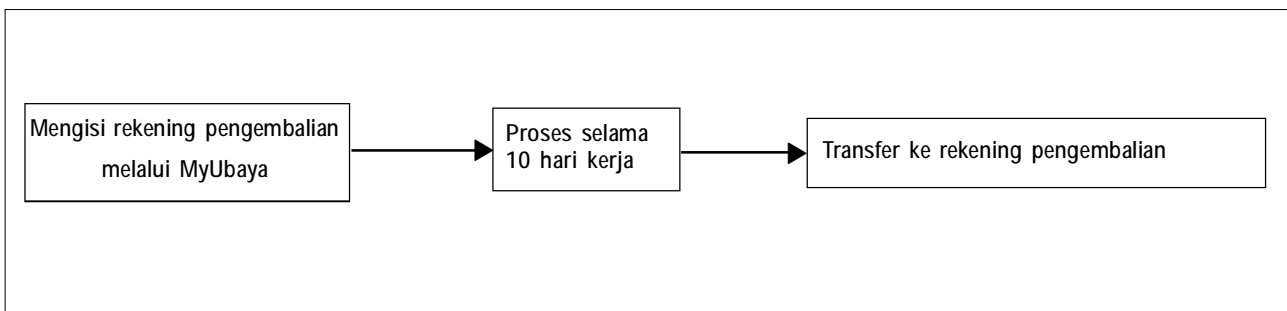 Mengisi rekening pengembalian
melalui MyUbaya
Proses selama
10 hari kerja
Transfer ke rekening pengembalian